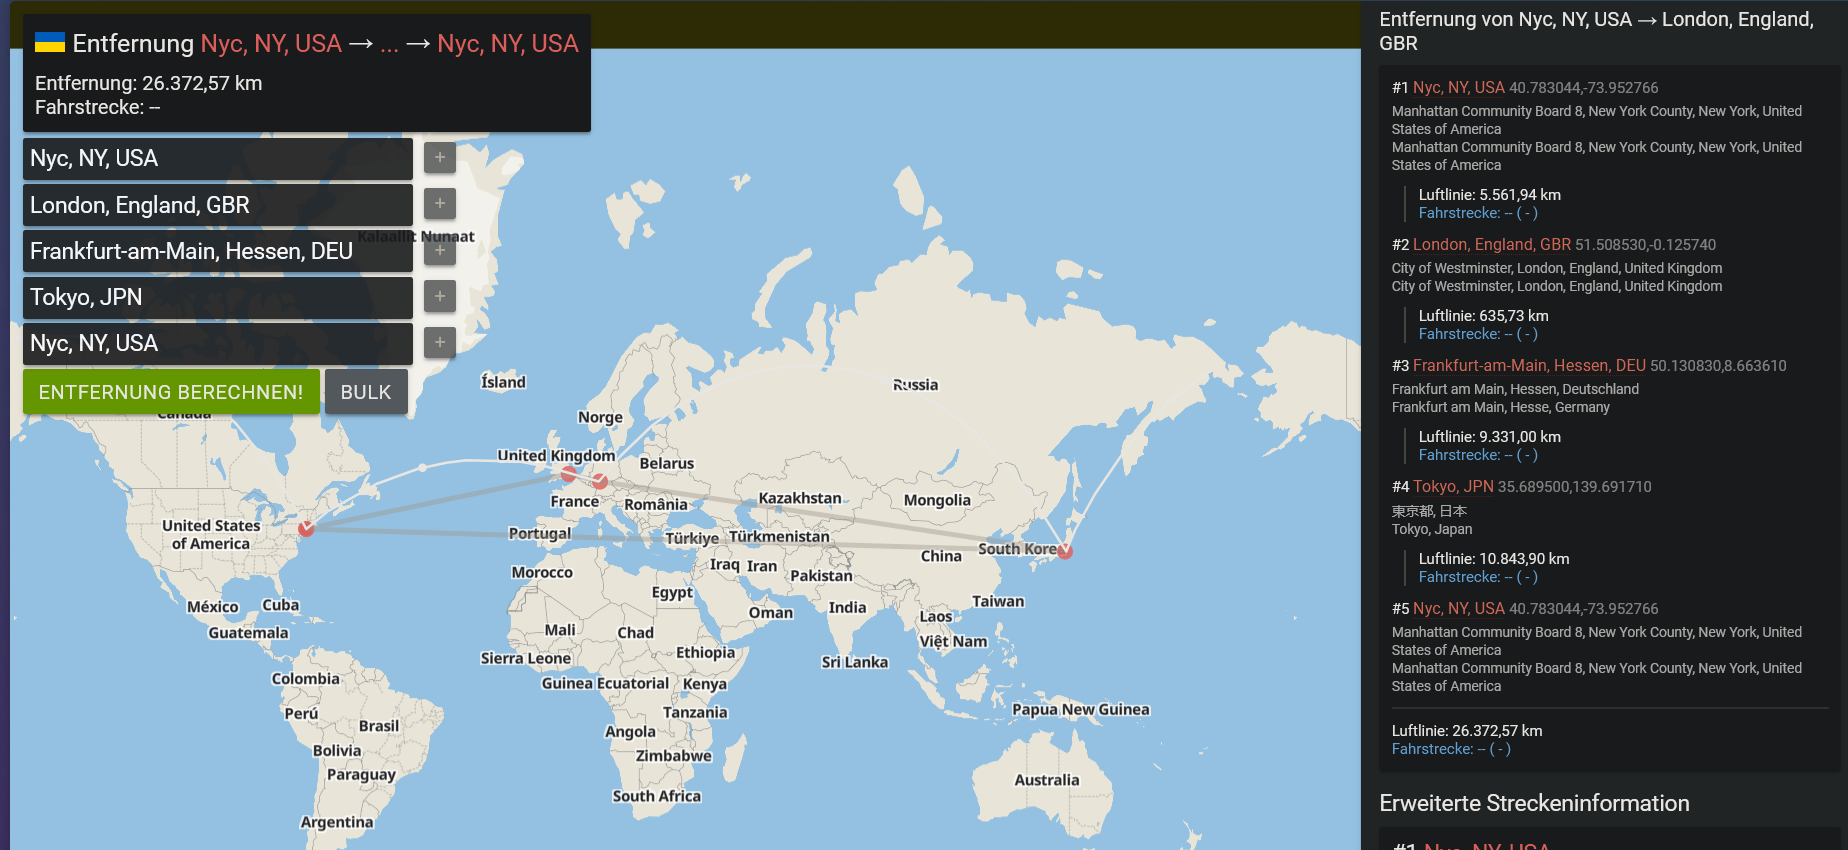 Entfernung Nyc, NY, USA → ... → Nyc, NY, USA
Entfernung: 26.372,57 km
Fahrstrecke: --
Nyc, NY, USA
+
London, England, GBR
+
Frankfurt-am-Main, Hessen, DEU
+
Tokyo, JPN
+
Nyc, NY, USA
+
ENTFERNUNG BERECHNEN!
BULK
Kalaallit Nunaat
Canada
Ísland
Norge
Russia
United Kingdom
Belarus
France
România
Kazakhstan
Mongolia
United States
of America
Portugal
Türkiye
Türkmenistan
South Kore
China
Morocco
Iraq
Iran
Pakistan
Egypt
México
Cuba
Oman
India
Taiwan
Laos
Guatemala
Mali
Chad
Việt Nam
Sierra Leone
Ethiopia
Sri Lanka
Colombia
Guinea Ecuatorial
Kenya
Perú
Brasil
Tanzania
Papua New Guinea
Angola
Bolivia
Zimbabwe
Paraguay
Australia
South Africa
Argentina
Entfernung von Nyc, NY, USA → London, England,
GBR
#1 Nyc, NY, USA 40.783044,-73.952766
Manhattan Community Board 8, New York County, New York, United
States of America
Manhattan Community Board 8, New York County, New York, United
States of America
Luftlinie: 5.561,94 km
Fahrstrecke: -- ( - )
#2 London, England, GBR 51.508530,-0.125740
City of Westminster, London, England, United Kingdom
City of Westminster, London, England, United Kingdom
Luftlinie: 635,73 km
Fahrstrecke: -- ( - )
#3 Frankfurt-am-Main, Hessen, DEU 50.130830,8.663610
Frankfurt am Main, Hessen, Deutschland
Frankfurt am Main, Hesse, Germany
Luftlinie: 9.331,00 km
Fahrstrecke: -- ( - )
#4 Tokyo, JPN 35.689500,139.691710
東京都, 日本
Tokyo, Japan
Luftlinie: 10.843,90 km
Fahrstrecke: -- ( - )
#5 Nyc, NY, USA 40.783044,-73.952766
Manhattan Community Board 8, New York County, New York, United
States of America
Manhattan Community Board 8, New York County, New York, United
States of America
Luftlinie: 26.372,57 km
Fahrstrecke: -- ( - )
Erweiterte Streckeninformation
#1 Nyc, NY, USA